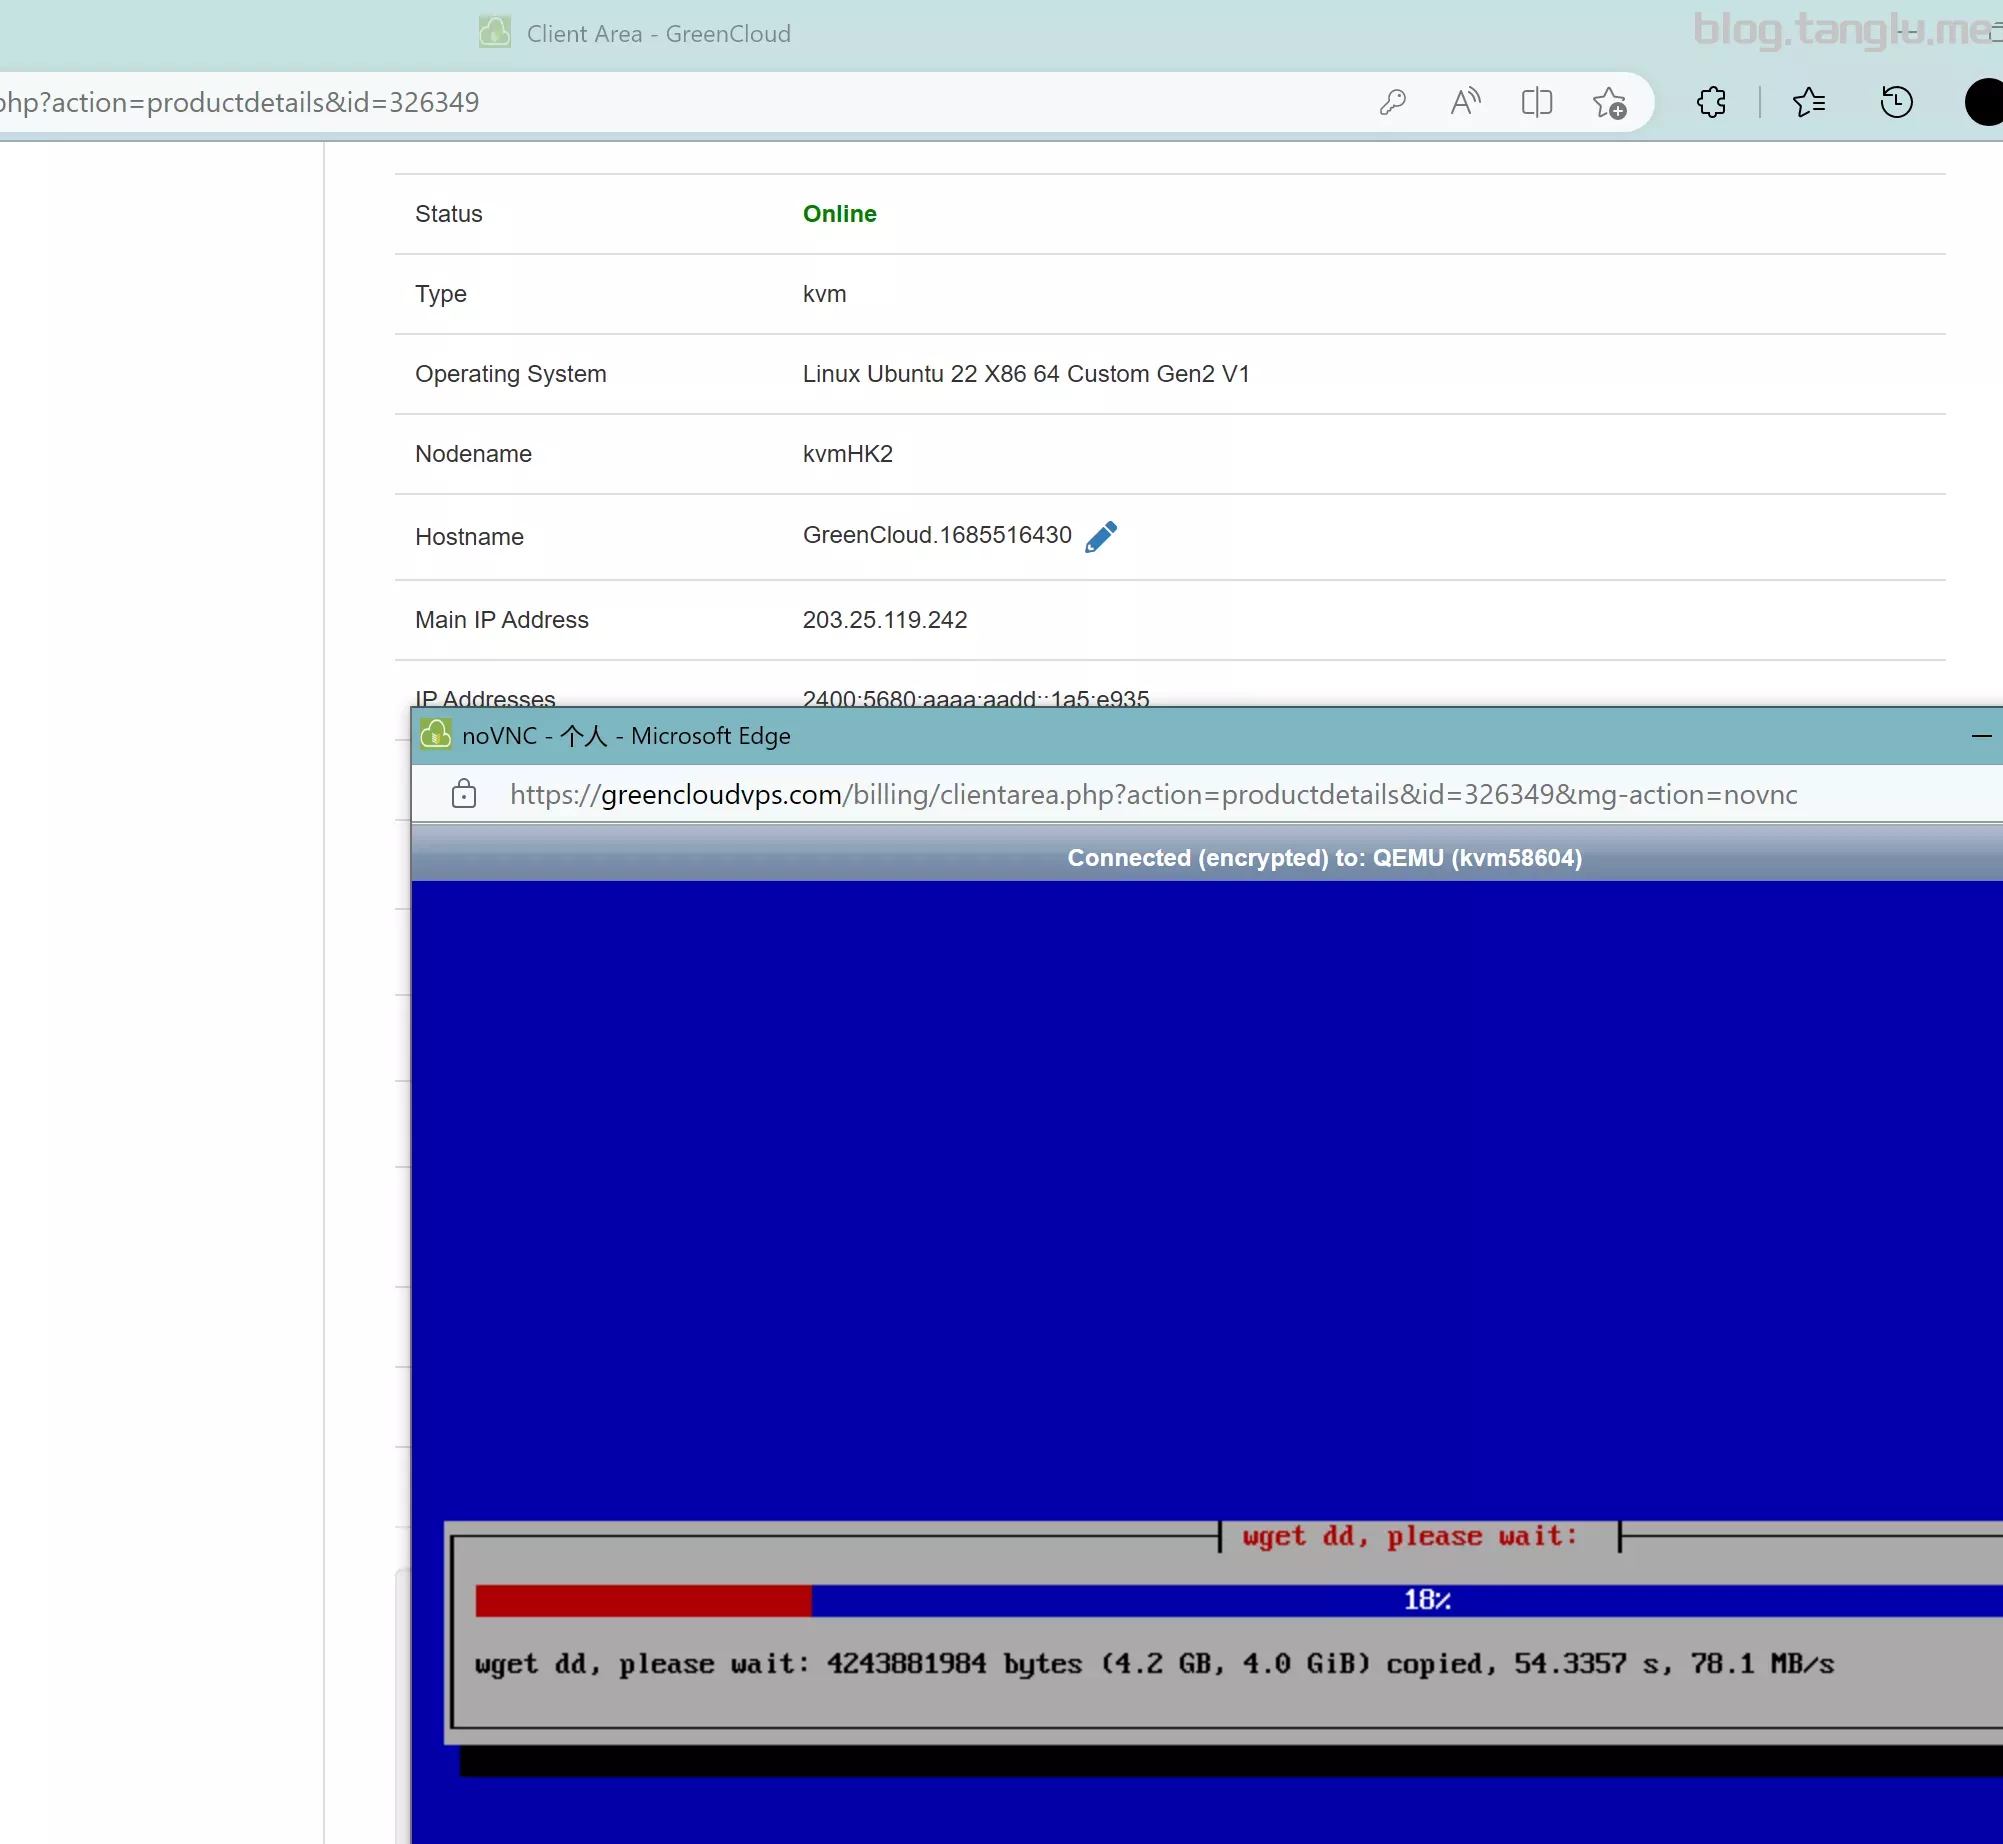 Client Area - GreenCloud
blog.tanglu.me
php?action=productdetails&id=326349
Status Online
Type kvm
Operating System Linux Ubuntu 22 X86 64 Custom Gen2 V1
Nodename kvmHK2
Hostname GreenCloud.1685516430
Main IP Address 203.25.119.242
IP Addresses 2400:5680:aaaa:aadd::1a5:e935
noVNC - 个人 - Microsoft Edge
https://greencloudvps.com/billing/clientarea.php?action=productdetails&id=326349&mg-action=novnc
Connected (encrypted) to: QEMU (kvm58604)
wget dd, please wait:
18%
wget dd, please wait: 4243881984 bytes (4.2 GB, 4.0 GiB) copied, 54.3357 s, 78.1 MB/s